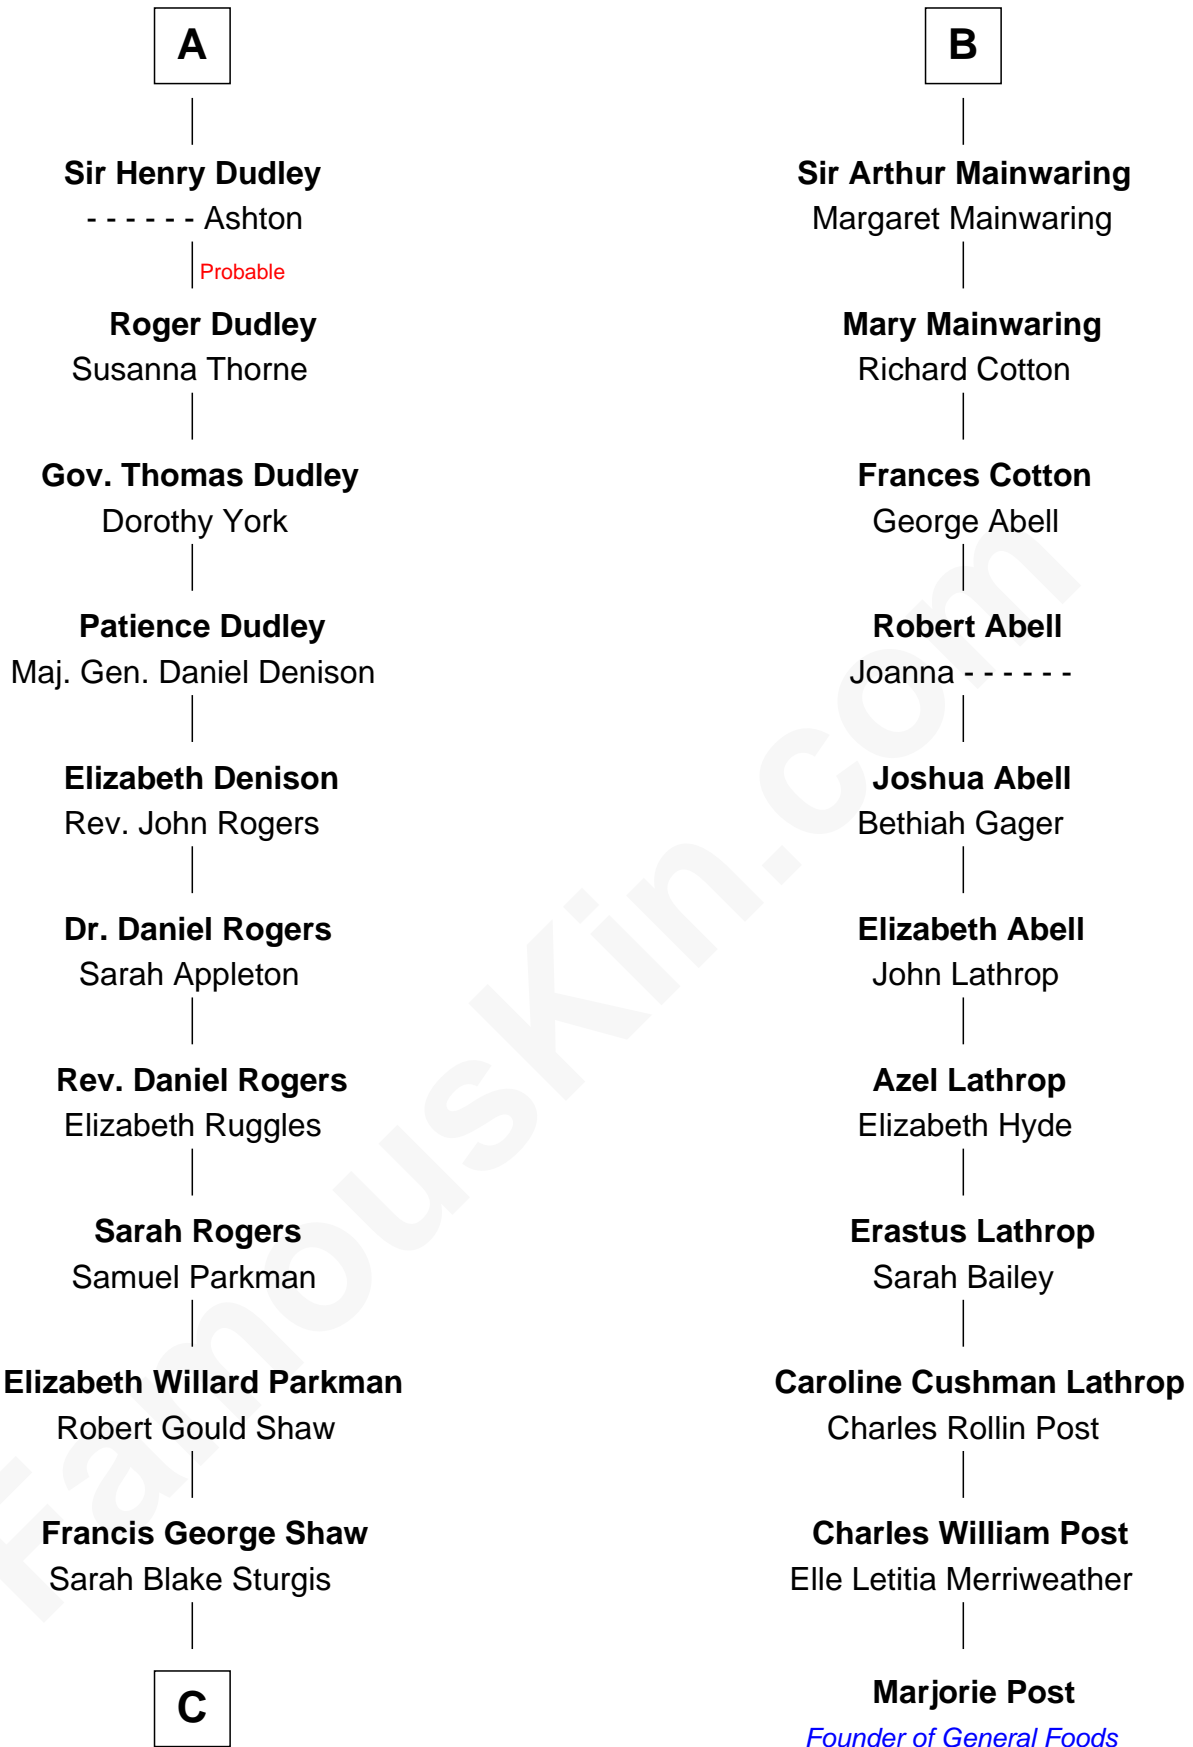 A
Sir Henry Dudley
- - - - - - Ashton
Probable
Roger Dudley
Susanna Thorne
Gov. Thomas Dudley
Dorothy York
Patience Dudley
Maj. Gen. Daniel Denison
Elizabeth Denison
Rev. John Rogers
Dr. Daniel Rogers
Sarah Appleton
Rev. Daniel Rogers
Elizabeth Ruggles
Sarah Rogers
Samuel Parkman
Elizabeth Willard Parkman
Robert Gould Shaw
Francis George Shaw
Sarah Blake Sturgis
C
B
Sir Arthur Mainwaring
Margaret Mainwaring
Mary Mainwaring
Richard Cotton
Frances Cotton
George Abell
Robert Abell
Joanna - - - - - -
Joshua Abell
Bethiah Gager
Elizabeth Abell
John Lathrop
Azel Lathrop
Elizabeth Hyde
Erastus Lathrop
Sarah Bailey
Caroline Cushman Lathrop
Charles Rollin Post
Charles William Post
Elle Letitia Merriweather
Marjorie Post
Founder of General Foods
FamousKin.com